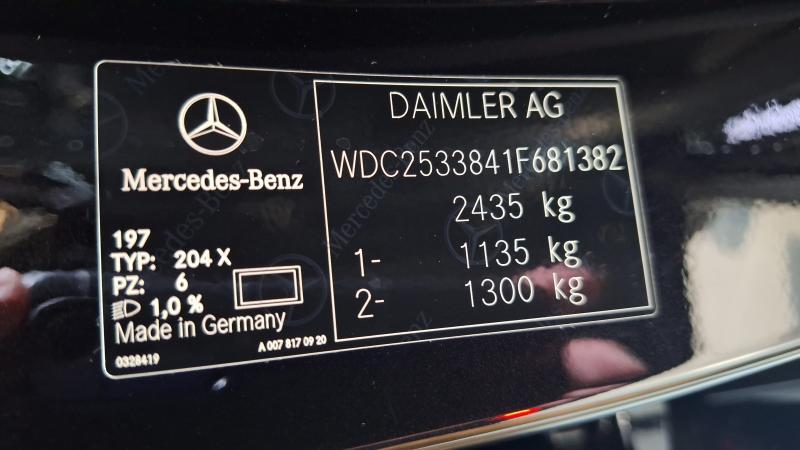 Mercedes-Benz
197
TYP: 204 X
PZ: 6
1,0 %
Made in Germany
0328419
A 007 817 09 20
DAIMLER AG
WDC2533841F681382
2435 kg
1- 1135 kg
2- 1300 kg